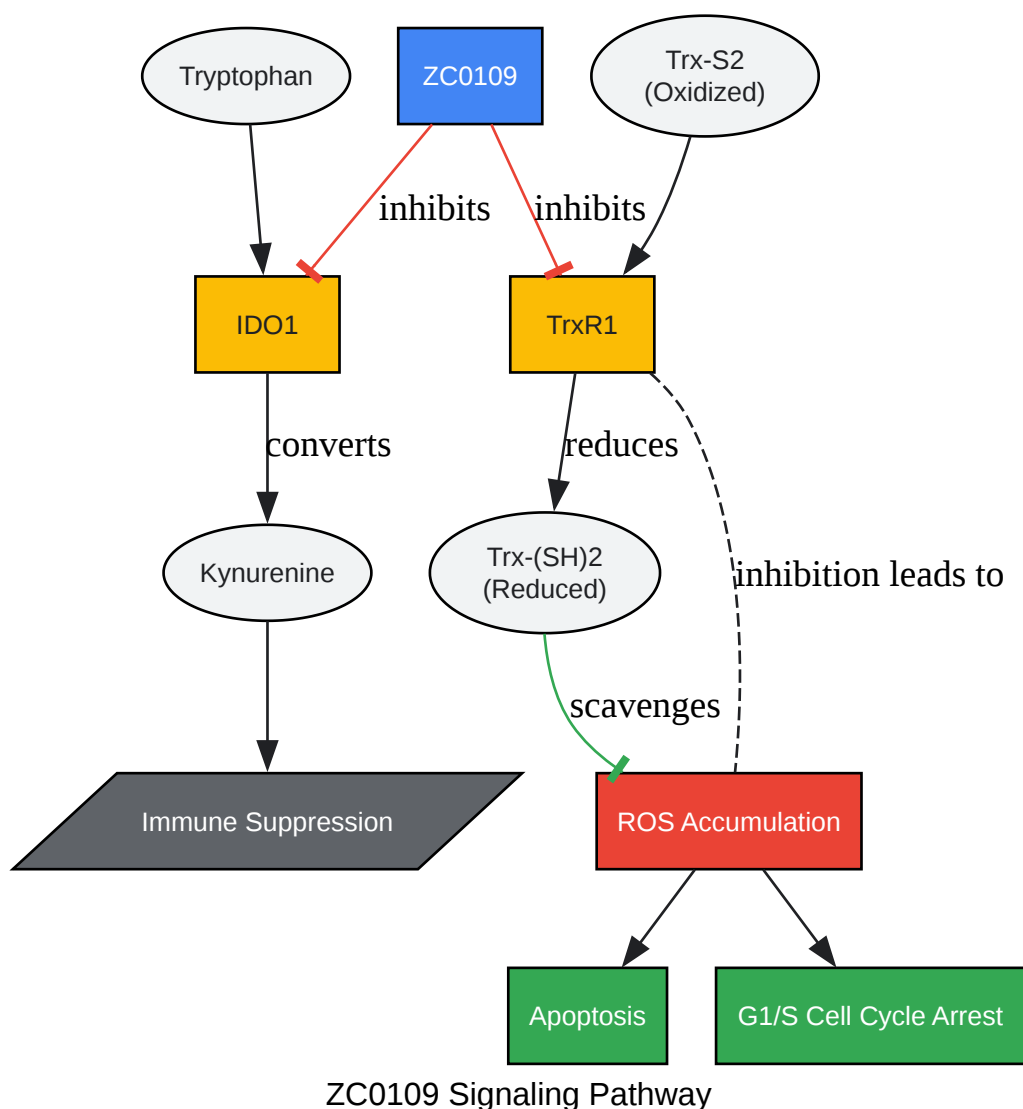 Tryptophan
ZC0109
Trx-S2
(Oxidized)
inhibits
inhibits
IDO1
TrxR1
converts
reduces
Kynurenine
Trx-(SH)2
(Reduced)
inhibition leads to
scavenges
Immune Suppression
ROS Accumulation
Apoptosis
G1/S Cell Cycle Arrest
ZC0109 Signaling Pathway